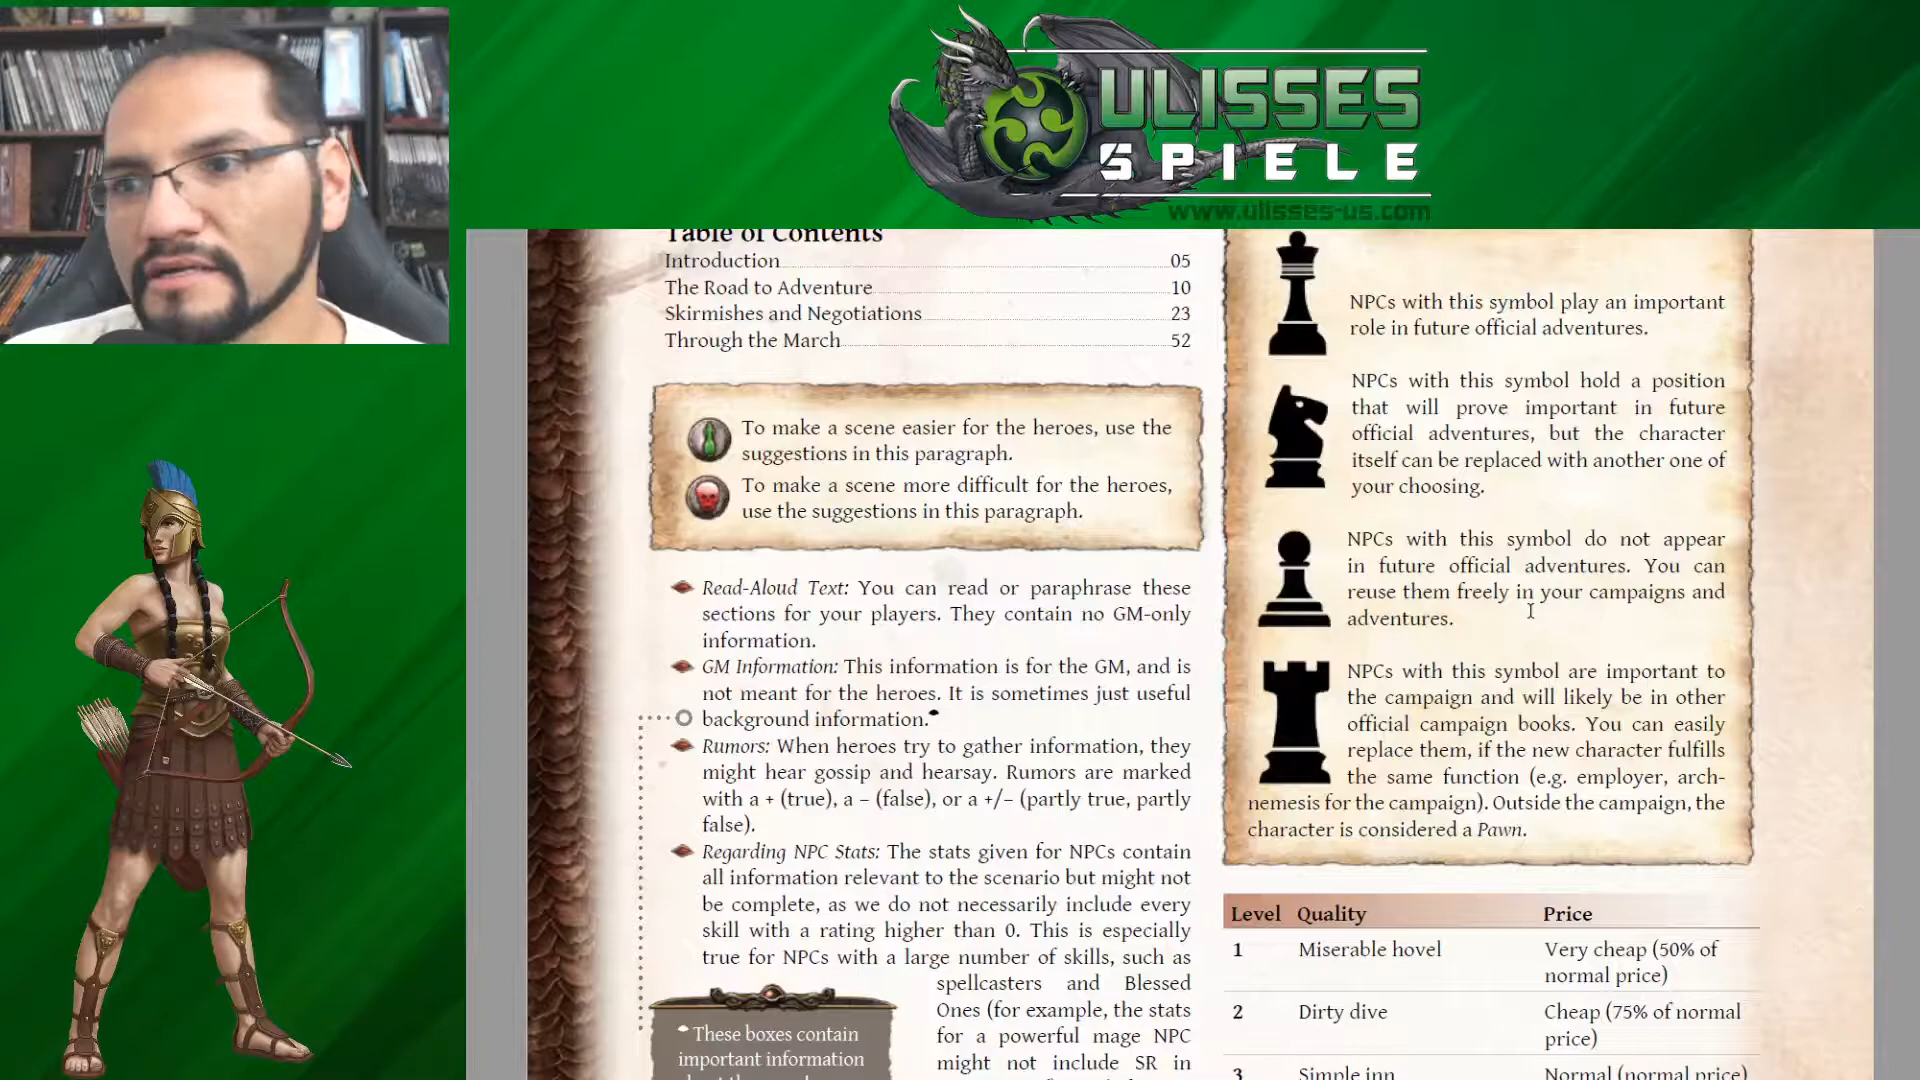 ULISSES
SPIELE
www.ulisses-us.com
Table of Contents
Introduction 05
The Road to Adventure 10
Skirmishes and Negotiations 23
Through the March 52
To make a scene easier for the heroes, use the
suggestions in this paragraph.
To make a scene more difficult for the heroes,
use the suggestions in this paragraph.
Read-Aloud Text: You can read or paraphrase these
sections for your players. They contain no GM-only
information.
GM Information: This information is for the GM, and is
not meant for the heroes. It is sometimes just useful
background information.
Rumors: When heroes try to gather information, they
might hear gossip and hearsay. Rumors are marked
with a + (true), a – (false), or a +/– (partly true, partly
false).
Regarding NPC Stats: The stats given for NPCs contain
all information relevant to the scenario but might not
be complete, as we do not necessarily include every
skill with a rating higher than 0. This is especially
true for NPCs with a large number of skills, such as
spellcasters and Blessed
Ones (for example, the stats
for a powerful mage NPC
might not include SR in
These boxes contain
important information
NPCs with this symbol play an important
role in future official adventures.
NPCs with this symbol hold a position
that will prove important in future
official adventures, but the character
itself can be replaced with another one of
your choosing.
NPCs with this symbol do not appear
in future official adventures. You can
reuse them freely in your campaigns and
adventures.
NPCs with this symbol are important to
the campaign and will likely be in other
official campaign books. You can easily
replace them, if the new character fulfills
the same function (e.g. employer, arch-
nemesis for the campaign). Outside the campaign, the
character is considered a Pawn.
Level Quality Price
1 Miserable hovel Very cheap (50% of
normal price)
2 Dirty dive Cheap (75% of normal
price)
3 Simple inn Normal (normal price)